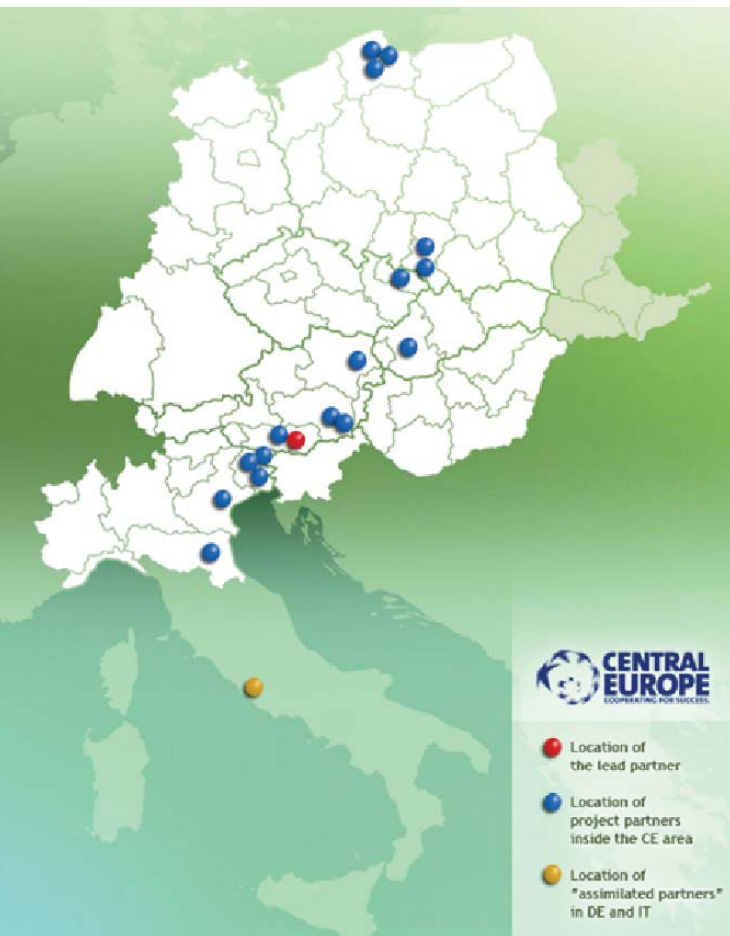 CENTRAL
EUROPE
COOPERATING FOR SUCCESS.
Location of
the lead partner
Location of
project partners
inside the CE area
Location of
"assimilated partners"
in DE and IT